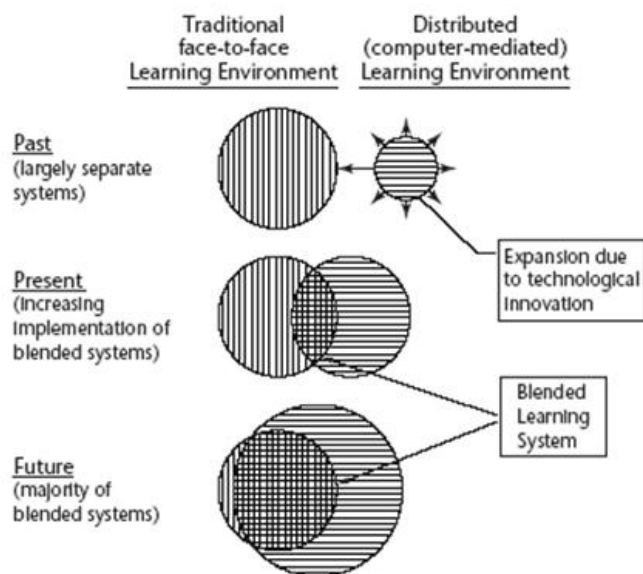 Traditional
face-to-face
Learning Environment
Distributed
(computer-mediated)
Learning Environment
Past
(largely separate
systems)
Expansion due
to technological
innovation
Present
(increasing
implementation of
blended systems)
Blended
Learning
System
Future
(majority of
blended systems)